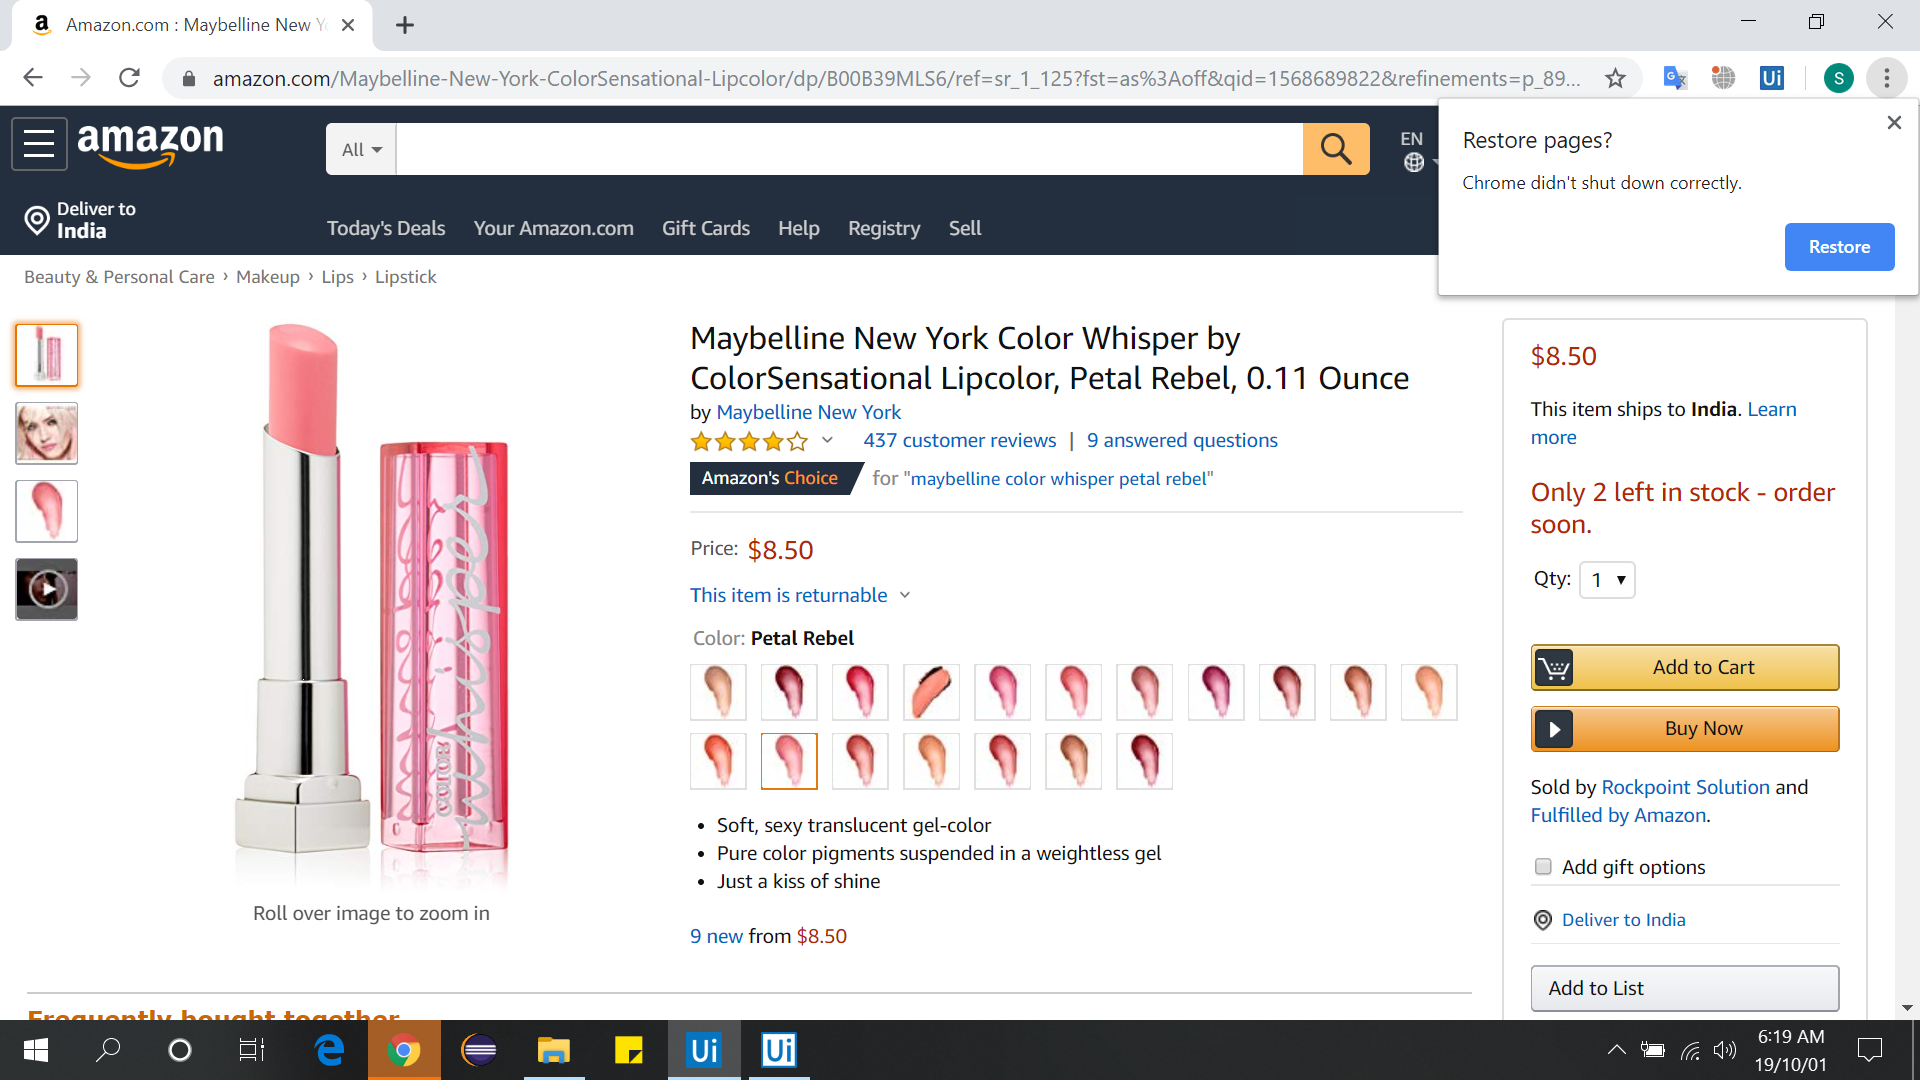 Amazon.com : Maybelline New Y
amazon.com/Maybelline-New-York-ColorSensational-Lipcolor/dp/B00B39MLS6/ref=sr_1_125?fst=as%3Aoff&qid=1568689822&refinements=p_89...
Ui
S
Restore pages?
Chrome didn't shut down correctly.
Restore
amazon
All
EN
Deliver to
India
Today's Deals
Your Amazon.com
Gift Cards
Help
Registry
Sell
Beauty & Personal Care › Makeup › Lips › Lipstick
Maybelline New York Color Whisper by
ColorSensational Lipcolor, Petal Rebel, 0.11 Ounce
by Maybelline New York
437 customer reviews | 9 answered questions
Amazon's Choice for "maybelline color whisper petal rebel"
Price: $8.50
This item is returnable
Color: Petal Rebel
• Soft, sexy translucent gel-color
• Pure color pigments suspended in a weightless gel
• Just a kiss of shine
9 new from $8.50
COLOR
whisper
Roll over image to zoom in
$8.50
This item ships to India. Learn
more
Only 2 left in stock - order
soon.
Qty: 1
Add to Cart
Buy Now
Sold by Rockpoint Solution and
Fulfilled by Amazon.
Add gift options
Deliver to India
Add to List
Frequently bought together
Ui
Ui
6:19 AM
19/10/01